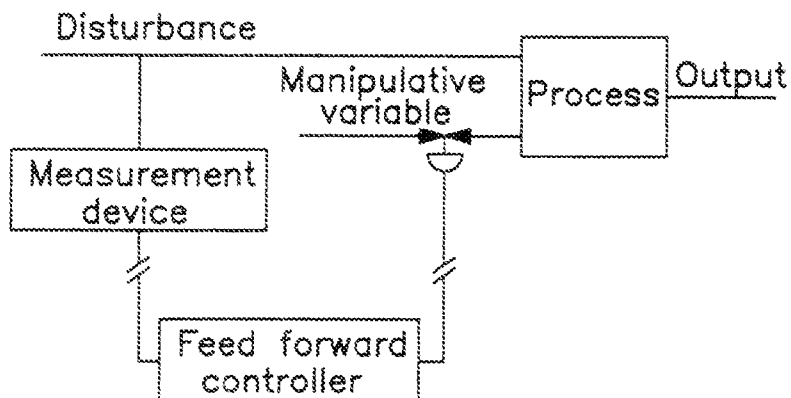 Disturbance
Manipulative
variable
Process
Output
Measurement
device
Feed forward
controller